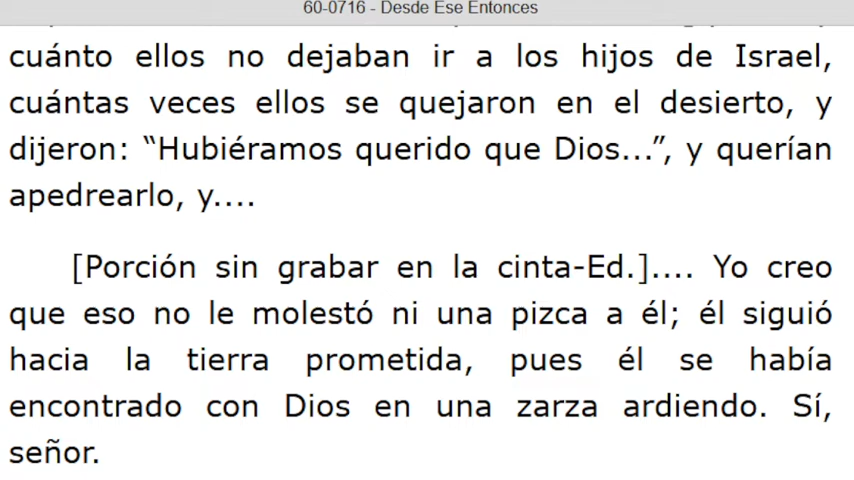 60-0716 - Desde Ese Entonces
cuánto ellos no dejaban ir a los hijos de Israel,
cuántas veces ellos se quejaron en el desierto, y
dijeron: “Hubiéramos querido que Dios...”, y querían
apedrearlo, y....
[Porción sin grabar en la cinta-Ed.].... Yo creo
que eso no le molestó ni una pizca a él; él siguió
hacia la tierra prometida, pues él se había
encontrado con Dios en una zarza ardiendo. Sí,
señor.